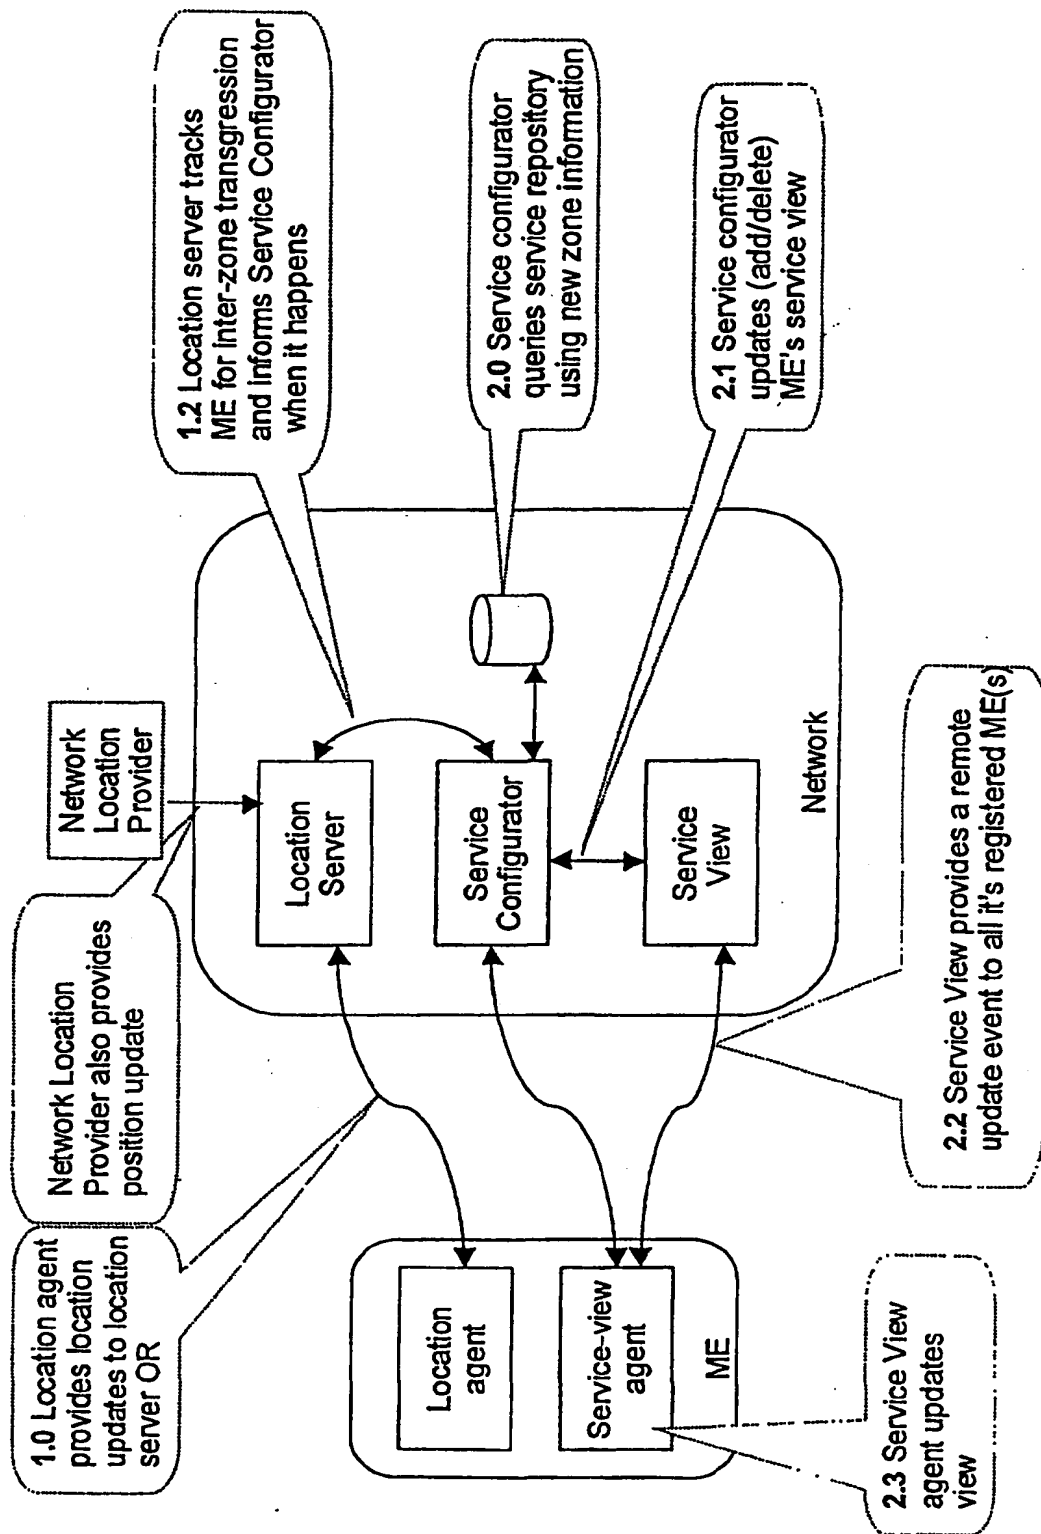 1.0 Location agent
provides location
updates to location
server OR
Network Location
Provider also provides
position update
Network
Location
Provider
1.2 Location server tracks
ME for inter-zone transgression
and informs Service Configurator
when it happens
2.0 Service configurator
queries service repository
using new zone information
2.1 Service configurator
updates (add/delete)
ME's service view
Location
Server
Service
Configurator
Service
View
Network
Location
agent
Service-view
agent
ME
2.2 Service View provides a remote
update event to all it's registered ME(s)
2.3 Service View
agent updates
view